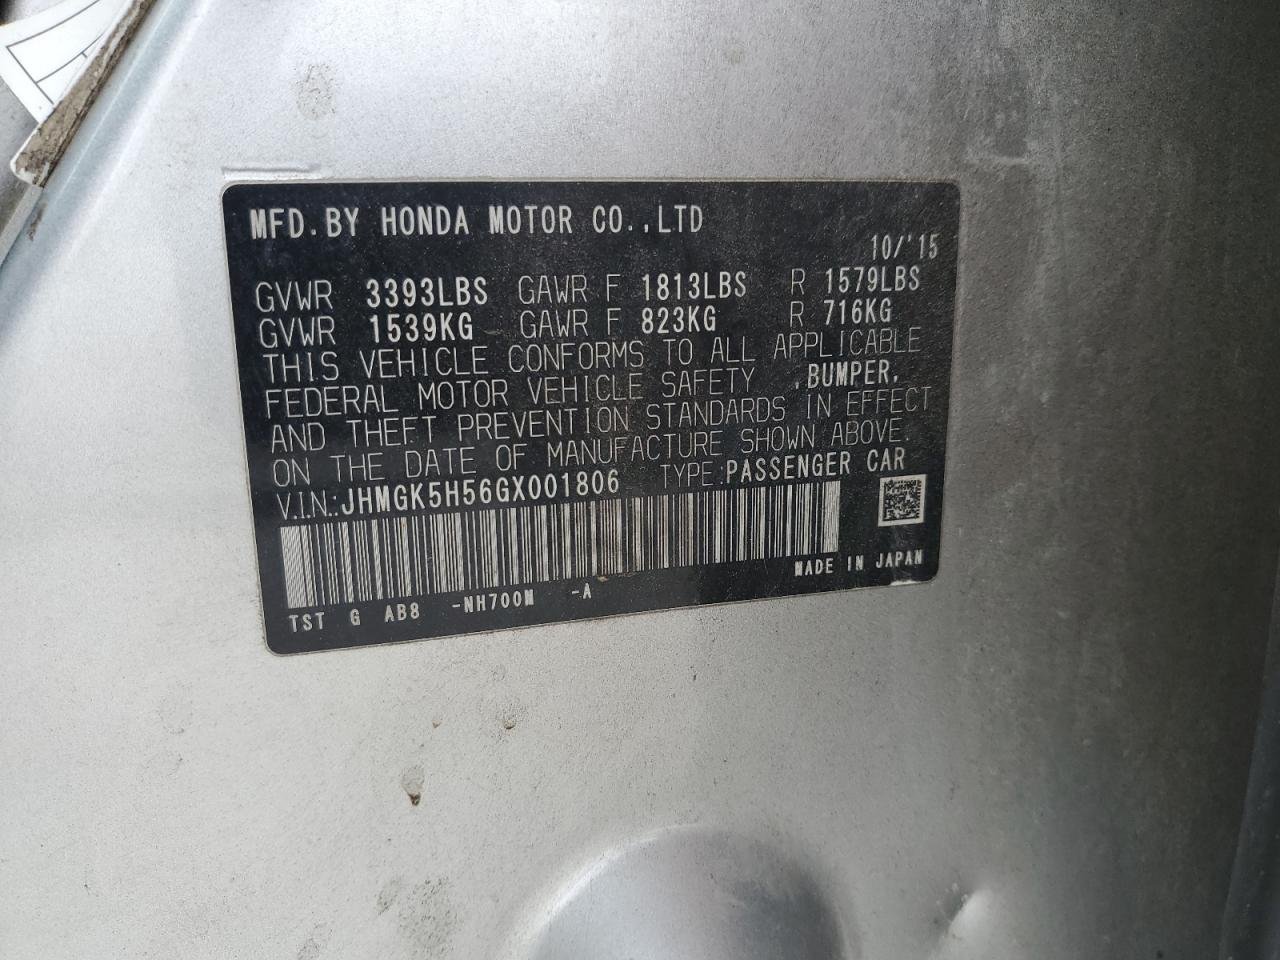 MFD.BY HONDA MOTOR CO.,LTD
10/'15
GVWR 3393LBS GAWR F 1813LBS R 1579LBS
GVWR 1539KG GAWR F 823KG R 716KG
THIS VEHICLE CONFORMS TO ALL APPLICABLE
FEDERAL MOTOR VEHICLE SAFETY ,BUMPER,
AND THEFT PREVENTION STANDARDS IN EFFECT
ON THE DATE OF MANUFACTURE SHOWN ABOVE.
V.I.N.:JHMGK5H56GX001806 TYPE:PASSENGER CAR
MADE IN JAPAN
TST G AB8 -NH700M -A